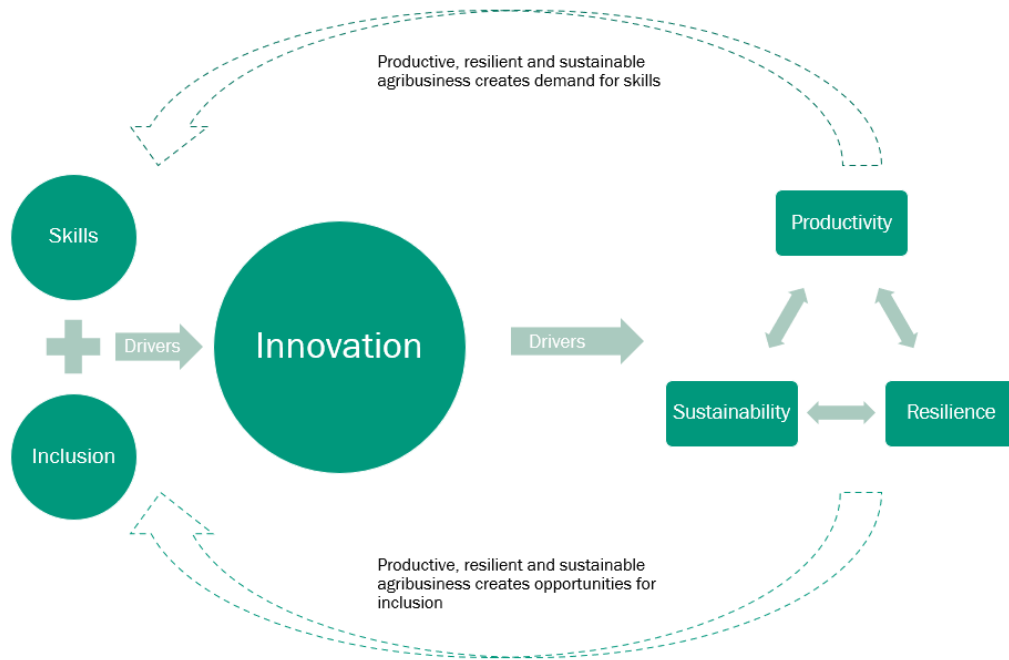 Productive, resilient and sustainable
agribusiness creates demand for skills
Skills
Productivity
Drivers
Innovation
Drivers
Sustainability
Resilience
Inclusion
Productive, resilient and sustainable
agribusiness creates opportunities for
inclusion